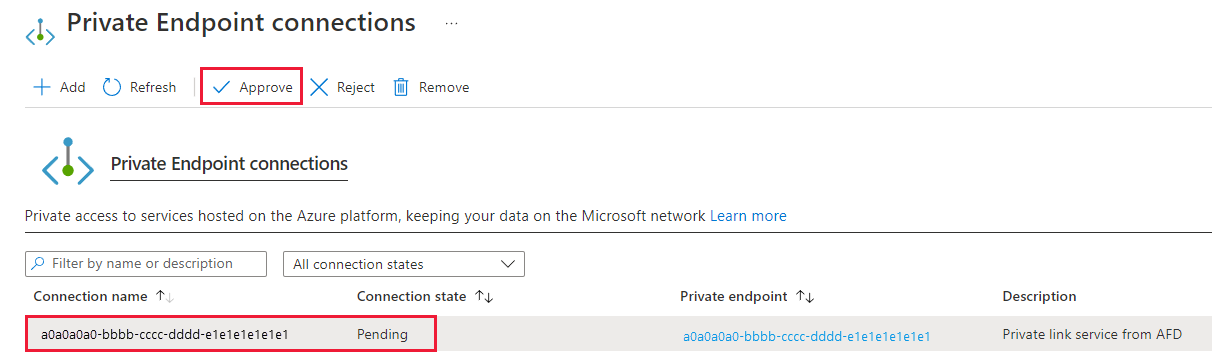 Private Endpoint connections ...
Add Refresh Approve Reject Remove
Private Endpoint connections
Private access to services hosted on the Azure platform, keeping your data on the Microsoft network Learn more
Filter by name or description All connection states
Connection name ↑↓ Connection state ↑↓ Private endpoint ↑↓ Description
a0a0a0a0-bbbb-cccc-dddd-e1e1e1e1e1e1 Pending a0a0a0a0-bbbb-cccc-dddd-e1e1e1e1e1e1 Private link service from AFD